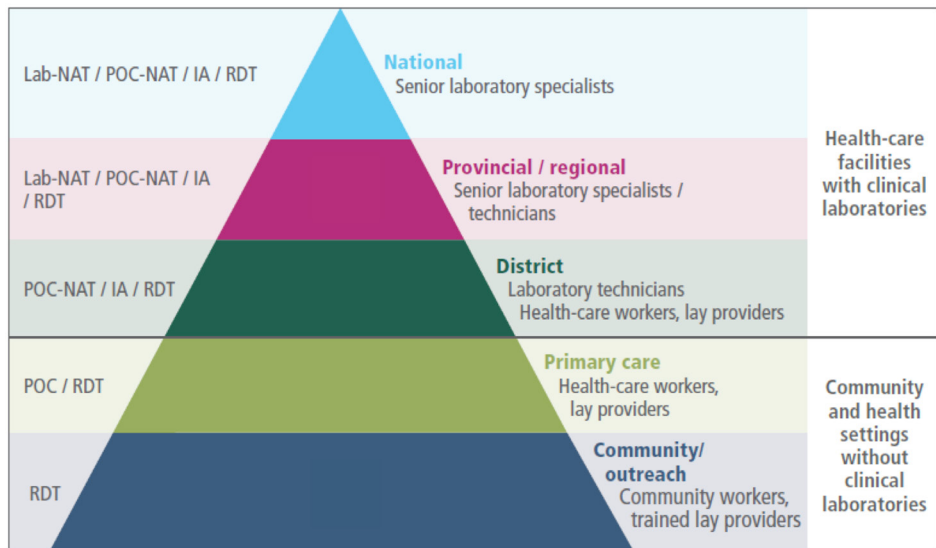 Lab-NAT / POC-NAT / IA / RDT
National
Senior laboratory specialists
Lab-NAT / POC-NAT / IA
/ RDT
Provincial / regional
Senior laboratory specialists /
technicians
POC-NAT / IA / RDT
District
Laboratory technicians
Health-care workers, lay providers
Health-care
facilities
with clinical
laboratories
POC / RDT
Primary care
Health-care workers,
lay providers
RDT
Community/
outreach
Community workers,
trained lay providers
Community
and health
settings
without
clinical
laboratories